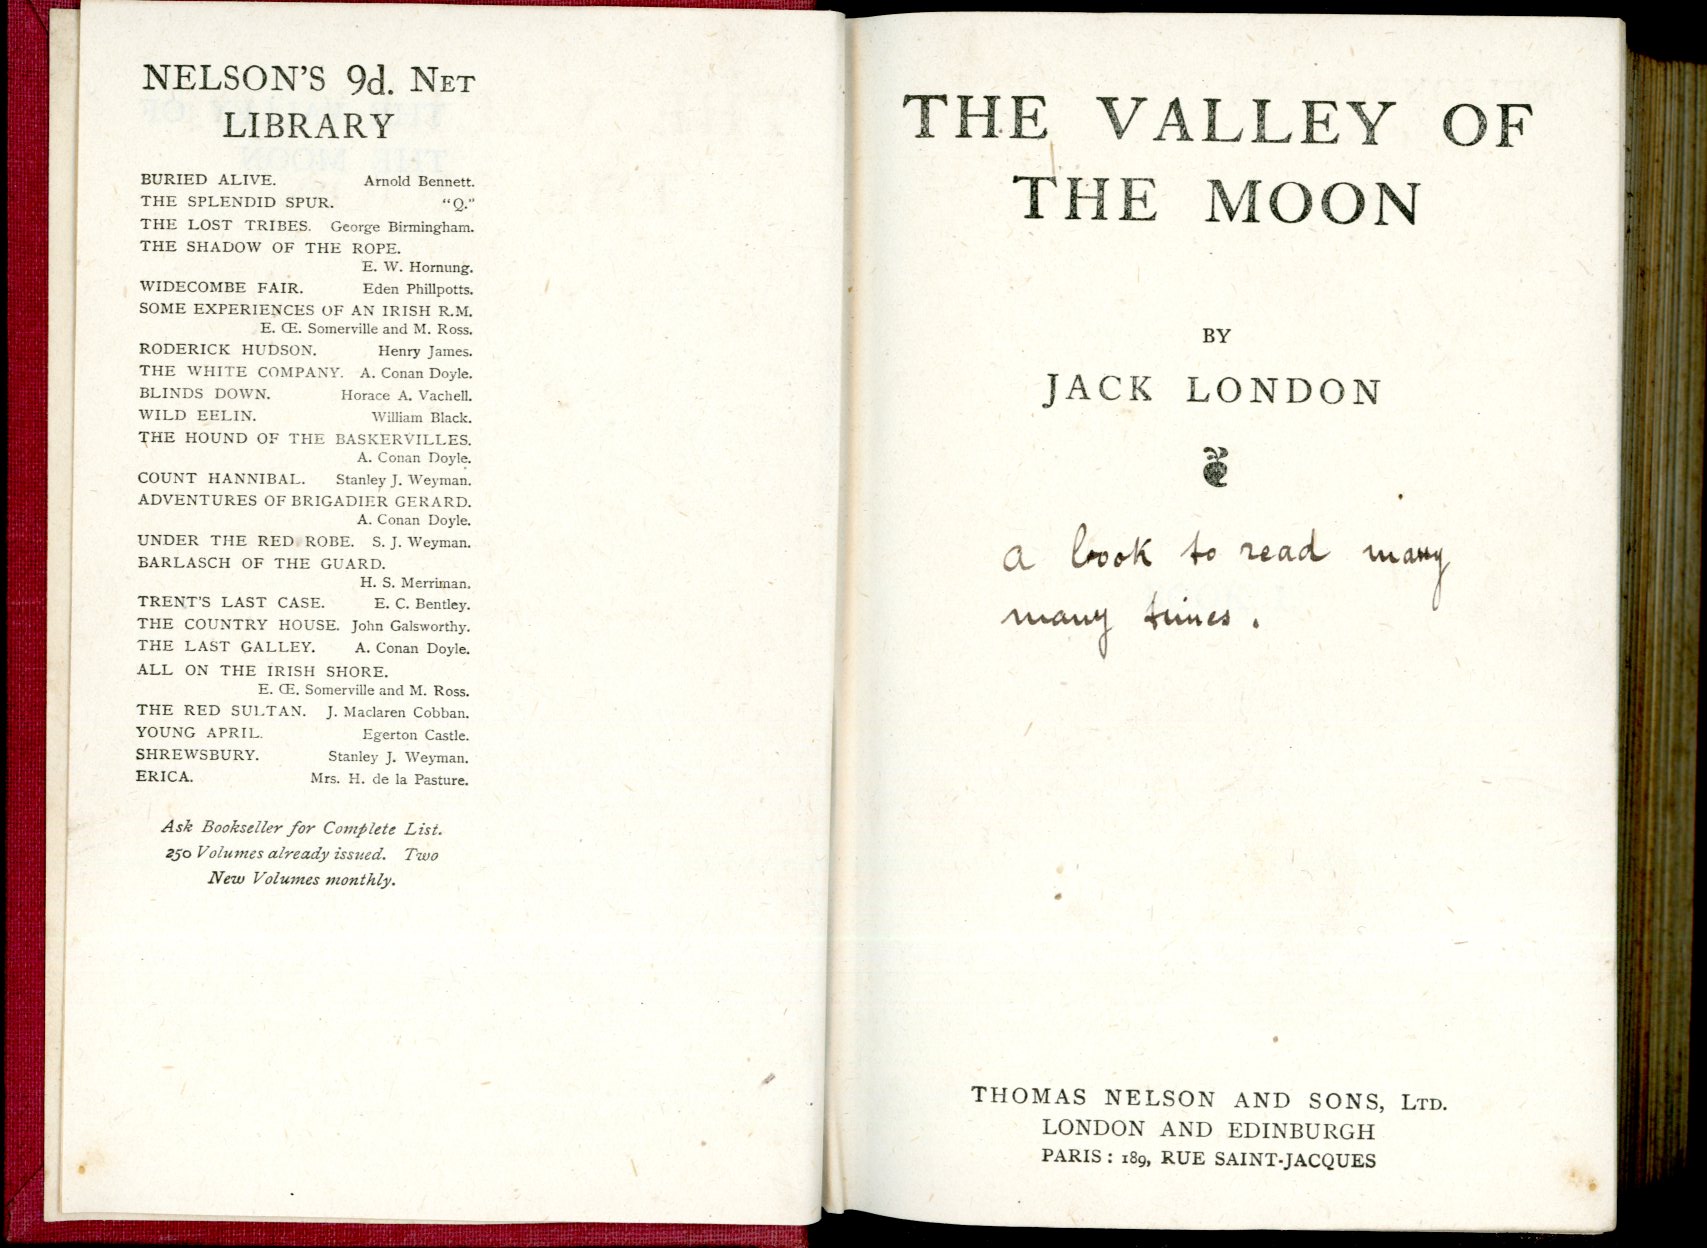 NELSON'S 9d. NET
LIBRARY
BURIED ALIVE. Arnold Bennett.
THE SPLENDID SPUR. "Q."
THE LOST TRIBES. George Birmingham.
THE SHADOW OF THE ROPE.
E. W. Hornung.
WIDECOMBE FAIR. Eden Phillpotts.
SOME EXPERIENCES OF AN IRISH R.M.
E. Œ. Somerville and M. Ross.
RODERICK HUDSON. Henry James.
THE WHITE COMPANY. A. Conan Doyle.
BLINDS DOWN. Horace A. Vachell.
WILD EELIN. William Black.
THE HOUND OF THE BASKERVILLES.
A. Conan Doyle.
COUNT HANNIBAL. Stanley J. Weyman.
ADVENTURES OF BRIGADIER GERARD.
A. Conan Doyle.
UNDER THE RED ROBE. S. J. Weyman.
BARLASCH OF THE GUARD.
H. S. Merriman.
TRENT'S LAST CASE. E. C. Bentley.
THE COUNTRY HOUSE. John Galsworthy.
THE LAST GALLEY. A. Conan Doyle.
ALL ON THE IRISH SHORE.
E. Œ. Somerville and M. Ross.
THE RED SULTAN. J. Maclaren Cobban.
YOUNG APRIL. Egerton Castle.
SHREWSBURY. Stanley J. Weyman.
ERICA. Mrs. H. de la Pasture.
Ask Bookseller for Complete List.
250 Volumes already issued. Two
New Volumes monthly.
THE VALLEY OF
THE MOON
BY
JACK LONDON
a book to read many
many times.
THOMAS NELSON AND SONS, LTD.
LONDON AND EDINBURGH
PARIS: 189, RUE SAINT-JACQUES